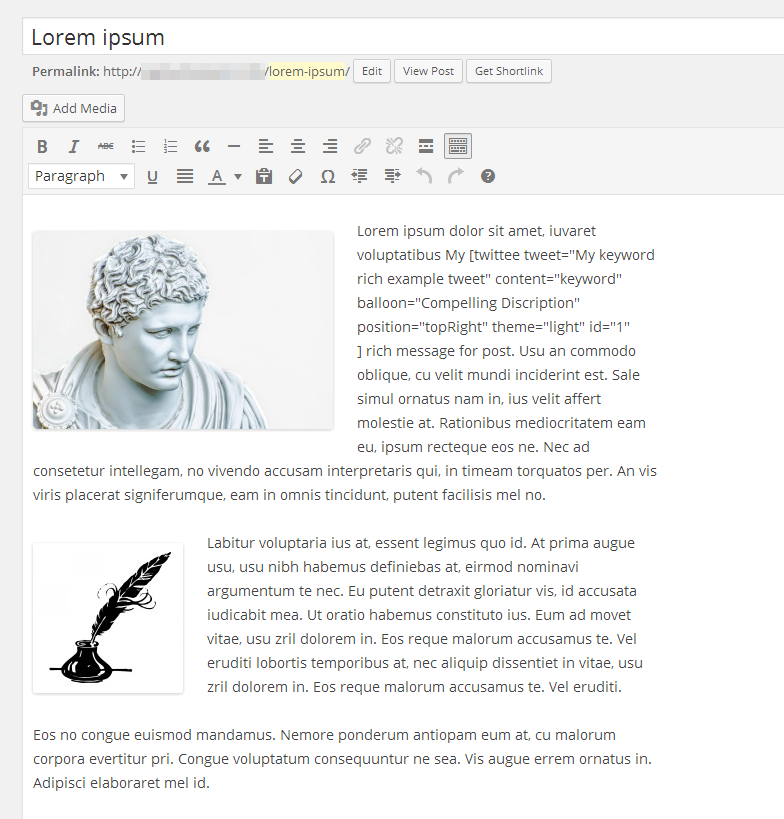 Lorem ipsum
Permalink: http:///lorem-ipsum/ Edit View Post Get Shortlink
Add Media
B I ABC
Paragraph U A Ω ?
Lorem ipsum dolor sit amet, iuvaret
voluptatibus My [twittee tweet="My keyword
rich example tweet" content="keyword"
balloon="Compelling Discription"
position="topRight" theme="light" id="1"
] rich message for post. Usu an commodo
oblique, cu velit mundi inciderint est. Sale
simul ornatus nam in, ius velit affert
molestie at. Rationibus mediocritatem eam
eu, ipsum recteque eos ne. Nec ad
consetetur intellegam, no vivendo accusam interpretaris qui, in timeam torquatos per. An vis
viris placerat signiferumque, eam in omnis tincidunt, putent facilisis mel no.
Labitur voluptaria ius at, essent legimus quo id. At prima augue
usu, usu nibh habemus definiebas at, eirmod nominavi
argumentum te nec. Eu putent detraxit gloriatur vis, id accusata
iudicabit mea. Ut oratio habemus constituto ius. Eum ad movet
vitae, usu zril dolorem in. Eos reque malorum accusamus te. Vel
eruditi lobortis temporibus at, nec aliquip dissentiet in vitae, usu
zril dolorem in. Eos reque malorum accusamus te. Vel eruditi.
Eos no congue euismod mandamus. Nemore ponderum antiopam eum at, cu malorum
corpora evertitur pri. Congue voluptatum consequuntur ne sea. Vis augue errem ornatus in.
Adipisci elaboraret mel id.